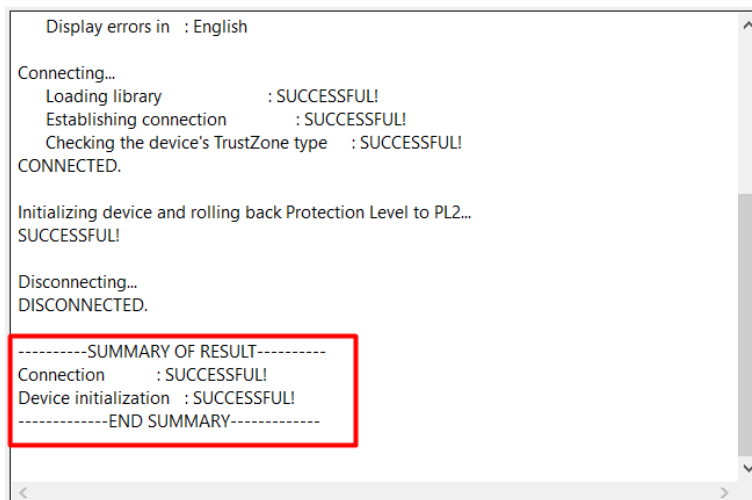 Display errors in : English
Connecting...
Loading library : SUCCESSFUL!
Establishing connection : SUCCESSFUL!
Checking the device's TrustZone type : SUCCESSFUL!
CONNECTED.
Initializing device and rolling back Protection Level to PL2...
SUCCESSFUL!
Disconnecting...
DISCONNECTED.
----------SUMMARY OF RESULT----------
Connection : SUCCESSFUL!
Device initialization : SUCCESSFUL!
-------------END SUMMARY-------------